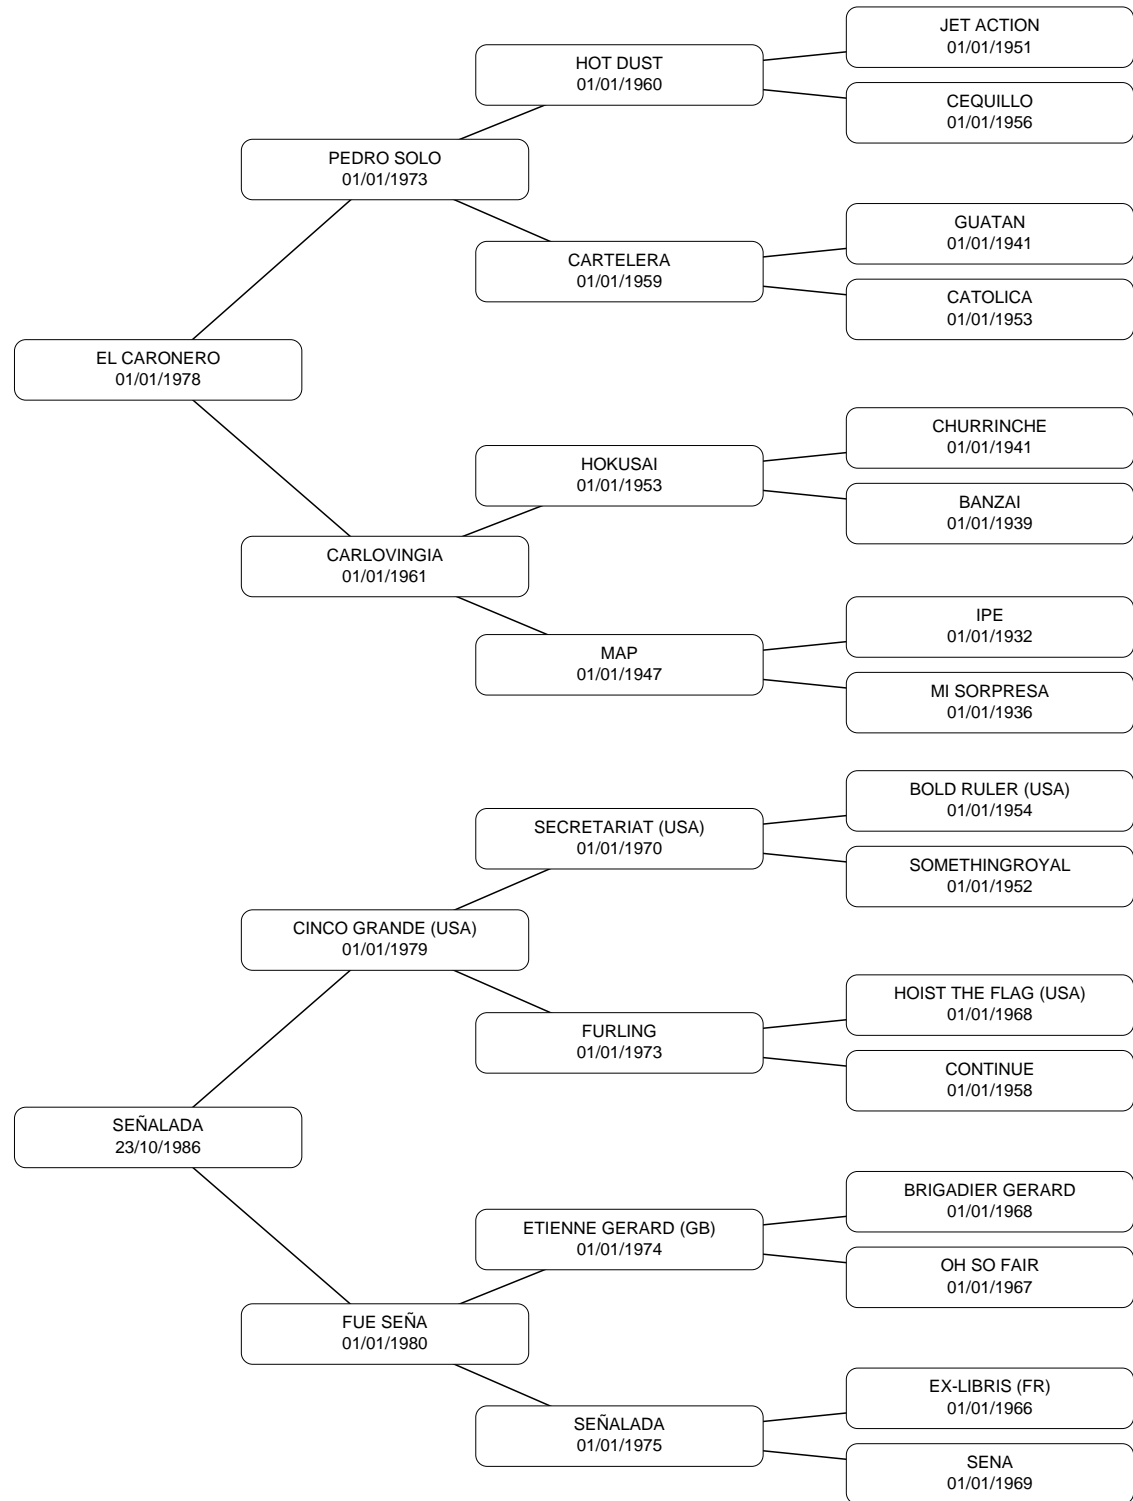 JET ACTION
01/01/1951
HOT DUST
01/01/1960
CEQUILLO
01/01/1956
PEDRO SOLO
01/01/1973
GUATAN
01/01/1941
CARTELERA
01/01/1959
CATOLICA
01/01/1953
EL CARONERO
01/01/1978
CHURRINCHE
01/01/1941
HOKUSAI
01/01/1953
BANZAI
01/01/1939
CARLOVINGIA
01/01/1961
IPE
01/01/1932
MAP
01/01/1947
MI SORPRESA
01/01/1936
BOLD RULER (USA)
01/01/1954
SECRETARIAT (USA)
01/01/1970
SOMETHINGROYAL
01/01/1952
CINCO GRANDE (USA)
01/01/1979
HOIST THE FLAG (USA)
01/01/1968
FURLING
01/01/1973
CONTINUE
01/01/1958
SEÑALADA
23/10/1986
BRIGADIER GERARD
01/01/1968
ETIENNE GERARD (GB)
01/01/1974
OH SO FAIR
01/01/1967
FUE SEÑA
01/01/1980
EX-LIBRIS (FR)
01/01/1966
SEÑALADA
01/01/1975
SENA
01/01/1969